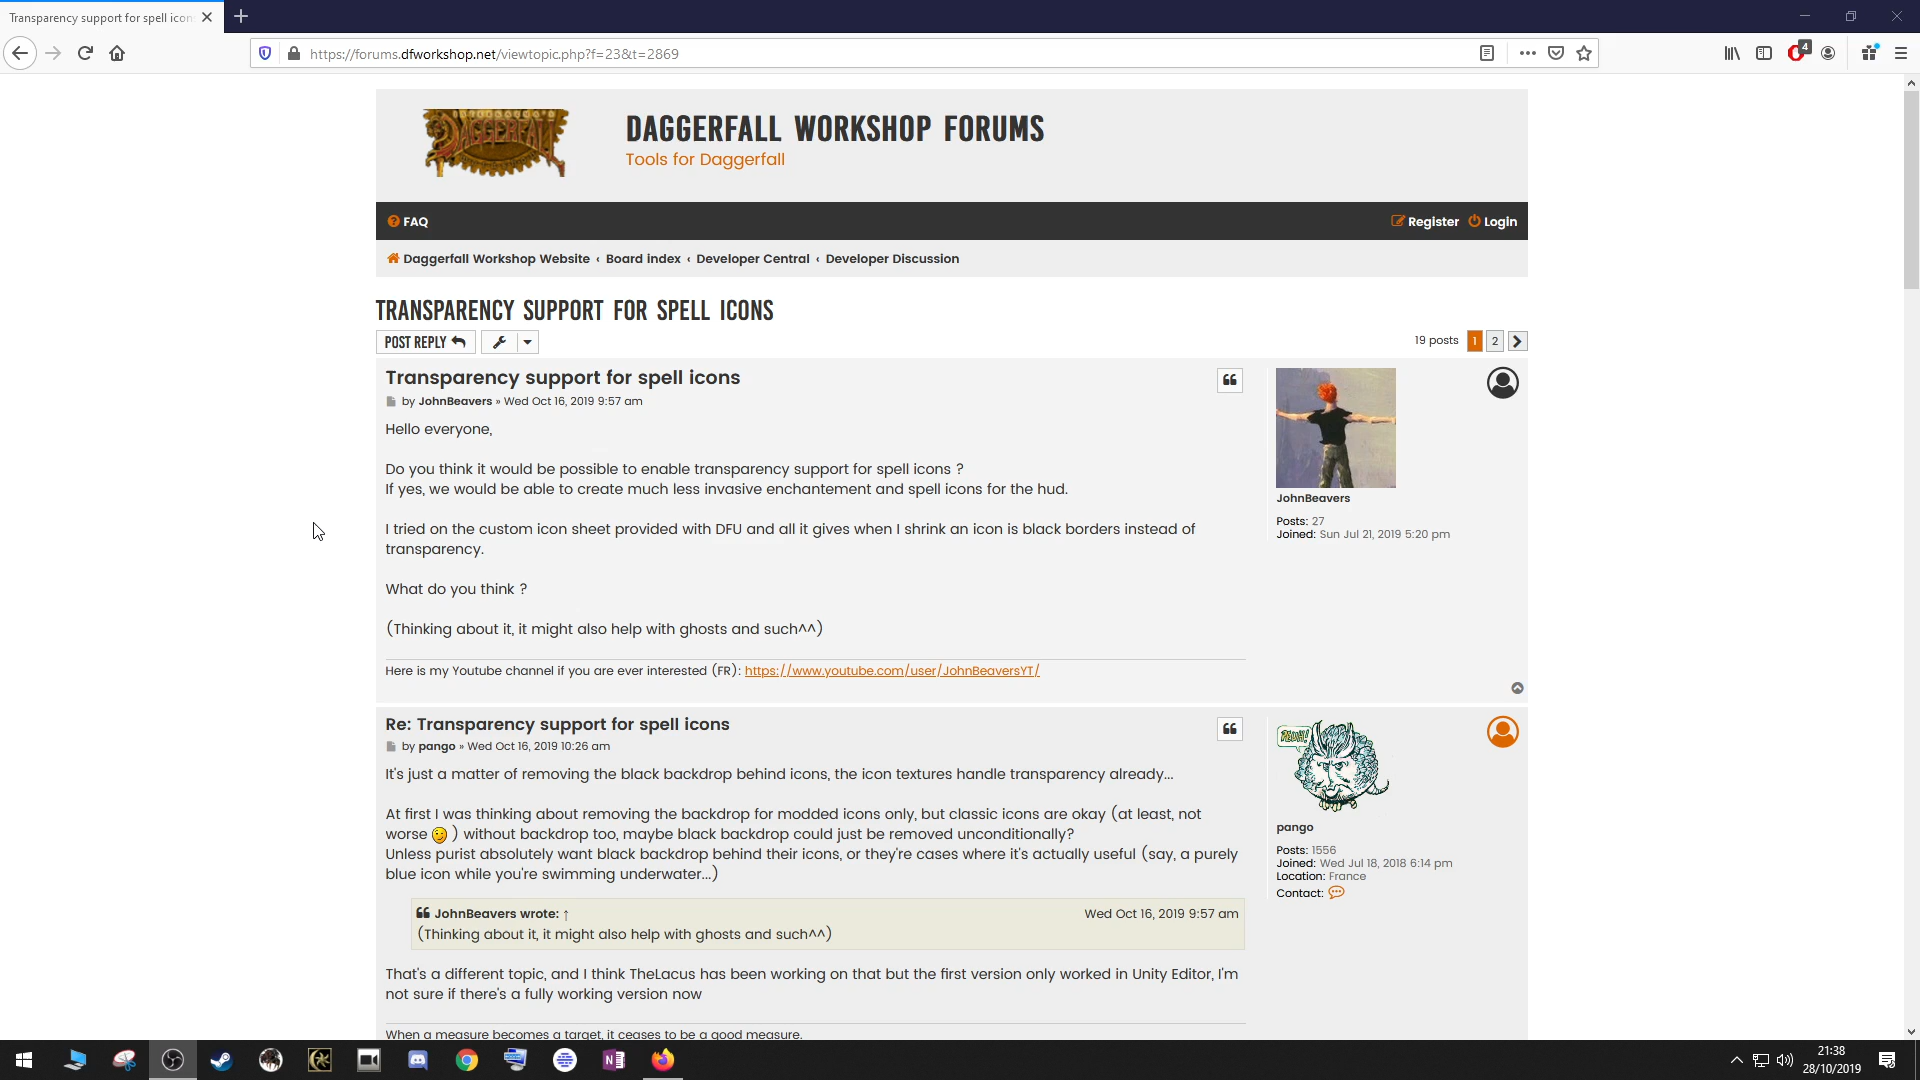 Transparency support for spell icon
https://forums.dfworkshop.net/viewtopic.php?f=23&t=2869
4
DAGGERFALL
DAGGERFALL WORKSHOP FORUMS
Tools for Daggerfall
FAQ
Register Login
Daggerfall Workshop Website ‹ Board index ‹ Developer Central ‹ Developer Discussion
TRANSPARENCY SUPPORT FOR SPELL ICONS
POST REPLY
19 posts 1 2
Transparency support for spell icons
by JohnBeavers » Wed Oct 16, 2019 9:57 am
Hello everyone,
Do you think it would be possible to enable transparency support for spell icons ?
If yes, we would be able to create much less invasive enchantement and spell icons for the hud.
I tried on the custom icon sheet provided with DFU and all it gives when I shrink an icon is black borders instead of
transparency.
What do you think ?
(Thinking about it, it might also help with ghosts and such^^)
Here is my Youtube channel if you are ever interested (FR): https://www.youtube.com/user/JohnBeaversYT/
JohnBeavers
Posts: 27
Joined: Sun Jul 21, 2019 5:20 pm
Re: Transparency support for spell icons
by pango » Wed Oct 16, 2019 10:26 am
It's just a matter of removing the black backdrop behind icons, the icon textures handle transparency already...
At first I was thinking about removing the backdrop for modded icons only, but classic icons are okay (at least, not
worse ) without backdrop too, maybe black backdrop could just be removed unconditionally?
Unless purist absolutely want black backdrop behind their icons, or they're cases where it's actually useful (say, a purely
blue icon while you're swimming underwater...)
JohnBeavers wrote: ↑ Wed Oct 16, 2019 9:57 am
(Thinking about it, it might also help with ghosts and such^^)
That's a different topic, and I think TheLacus has been working on that but the first version only worked in Unity Editor, I'm
not sure if there's a fully working version now
When a measure becomes a target, it ceases to be a good measure.
pango
Posts: 1556
Joined: Wed Jul 18, 2018 6:14 pm
Location: France
Contact:
21:38
28/10/2019